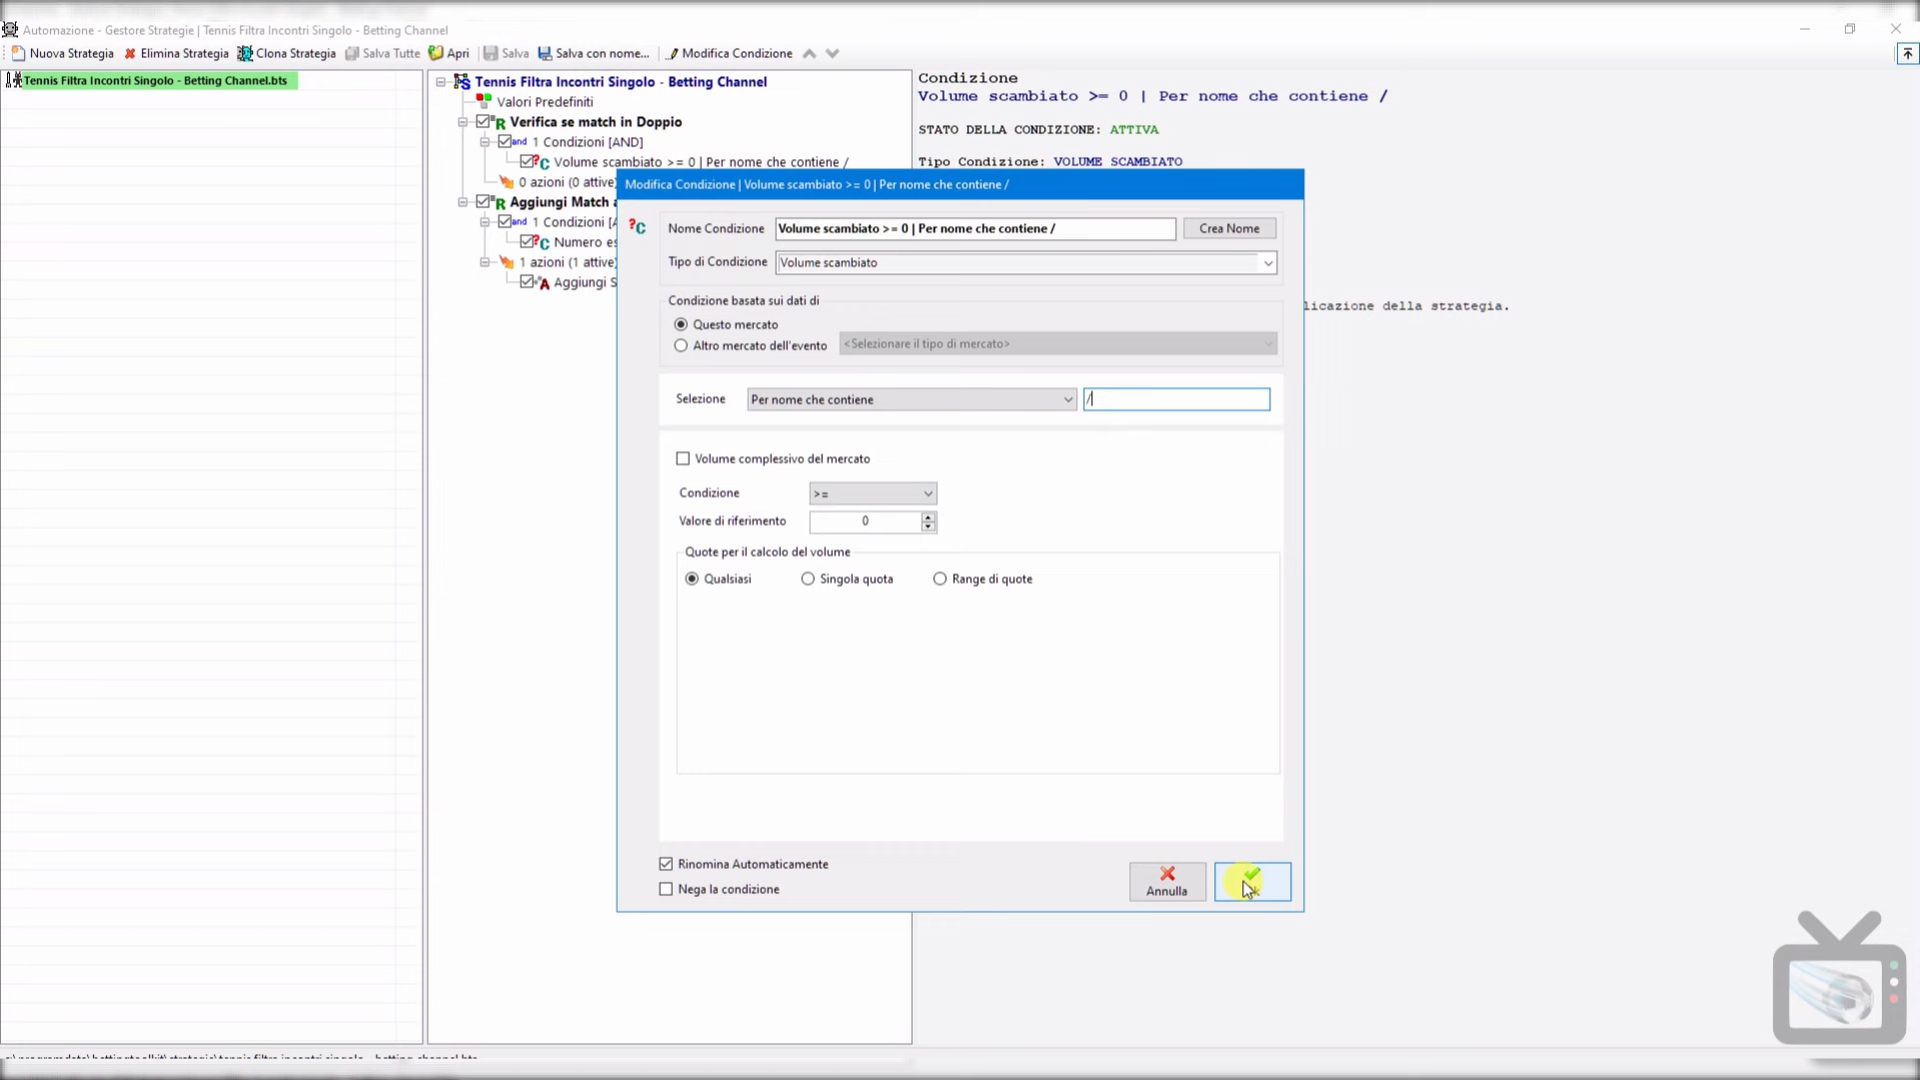 Automazione - Gestore Strategie | Tennis Filtra Incontri Singolo - Betting Channel
Nuova Strategia Elimina Strategia Clona Strategia Salva Tutte Apri Salva Salva con nome... Modifica Condizione
Tennis Filtra Incontri Singolo - Betting Channel.bts
Tennis Filtra Incontri Singolo - Betting Channel
Valori Predefiniti
R Verifica se match in Doppio
and 1 Condizioni [AND]
?C Volume scambiato >= 0 | Per nome che contiene /
0 azioni (0 attive)
R Aggiungi Match
and 1 Condizioni
?C Numero
1 azioni (1 attive)
A Aggiungi
Condizione
Volume scambiato >= 0 | Per nome che contiene /
STATO DELLA CONDIZIONE: ATTIVA
Tipo Condizione: VOLUME SCAMBIATO
licazione della strategia.
Modifica Condizione | Volume scambiato >= 0 | Per nome che contiene /
?C
Nome Condizione Volume scambiato >= 0 | Per nome che contiene / Crea Nome
Tipo di Condizione Volume scambiato
Condizione basata sui dati di
Questo mercato
Altro mercato dell'evento <Selezionare il tipo di mercato>
Selezione Per nome che contiene /
Volume complessivo del mercato
Condizione >=
Valore di riferimento 0
Quote per il calcolo del volume
Qualsiasi Singola quota Range di quote
Rinomina Automaticamente
Nega la condizione
Annulla